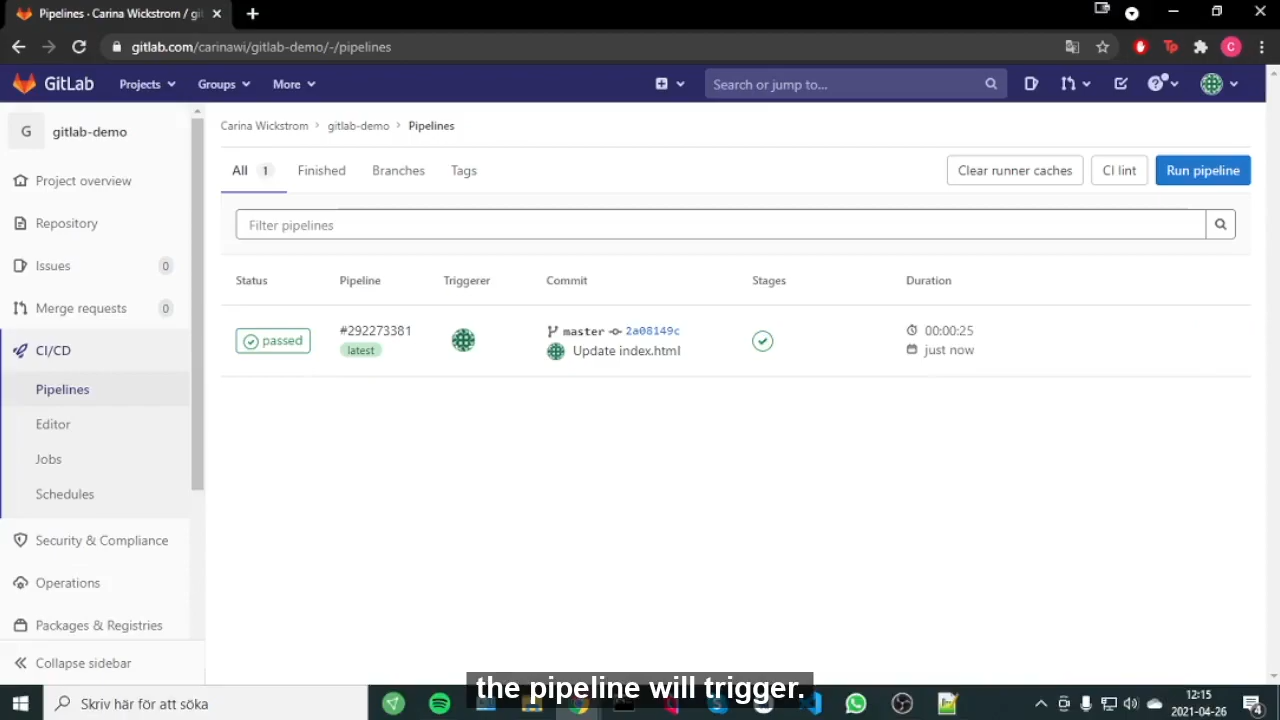 Pipelines · Carina Wickstrom / git
gitlab.com/carinawi/gitlab-demo/-/pipelines
C
GitLab Projects Groups More Search or jump to...
G gitlab-demo
Project overview
Repository
Issues 0
Merge requests 0
CI/CD
Pipelines
Editor
Jobs
Schedules
Security & Compliance
Operations
Packages & Registries
Collapse sidebar
Carina Wickstrom > gitlab-demo > Pipelines
All 1 Finished Branches Tags Clear runner caches CI lint Run pipeline
Filter pipelines
Status Pipeline Triggerer Commit Stages Duration
passed #292273381 master 2a08149c 00:00:25
latest Update index.html just now
the pipeline will trigger.
Skriv här för att söka
12:15
2021-04-26
4